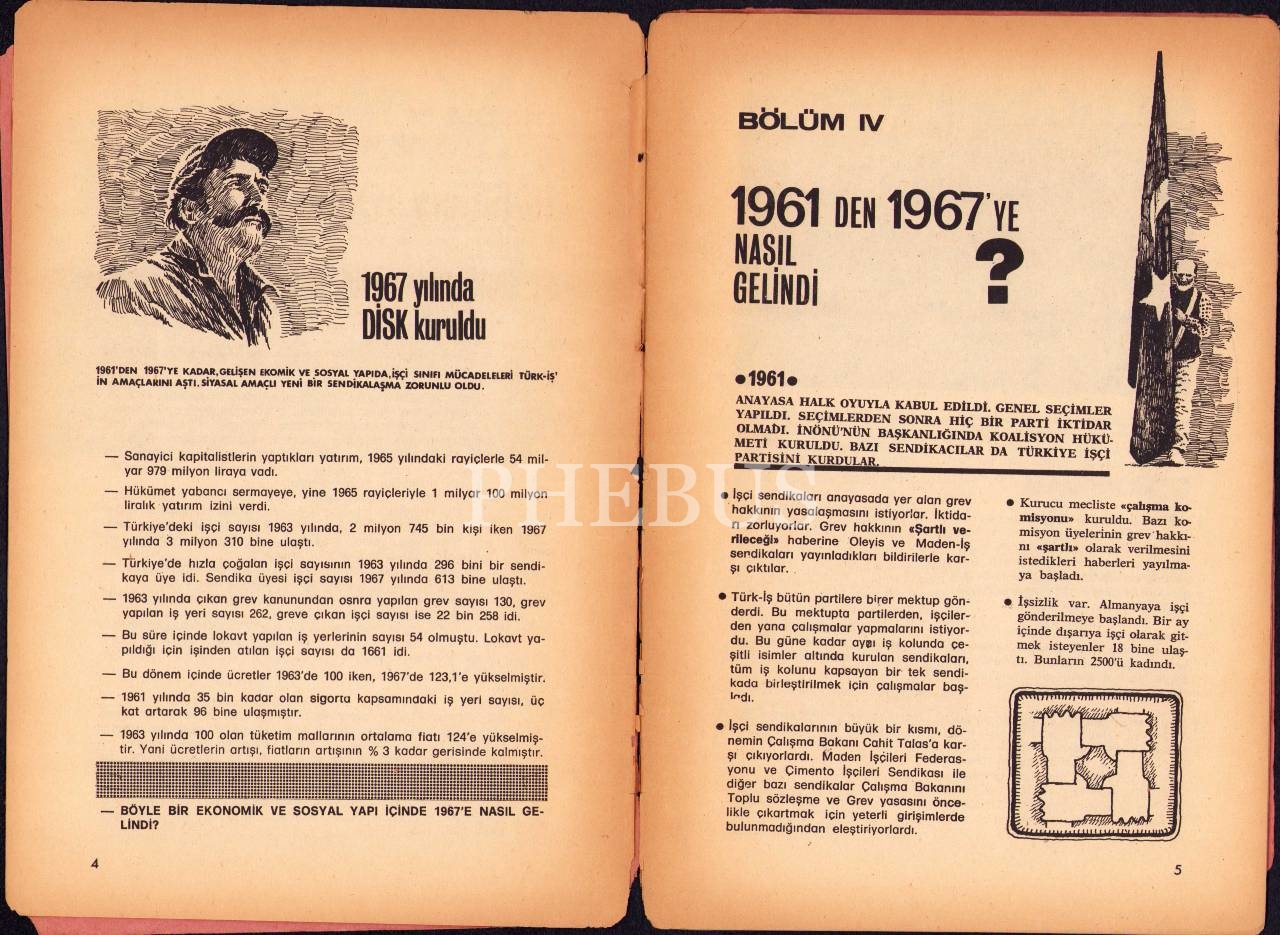 1967 yılında
DİSK kuruldu
1961'DEN 1967'YE KADAR,GELİŞEN EKOMİK VE SOSYAL YAPIDA,İŞÇİ SINIFI MÜCADELELERİ TÜRK-İŞ'
İN AMAÇLARINI AŞTI.SİYASAL AMAÇLI YENİ BİR SENDİKALAŞMA ZORUNLU OLDU.
— Sanayici kapitalistlerin yaptıkları yatırım, 1965 yılındaki rayiçlerle 54 mil-
yar 979 milyon liraya vadı.
— Hükümet yabancı sermayeye, yine 1965 rayiçleriyle 1 milyar 100 milyon
liralık yatırım izini verdi.
— Türkiye'deki işçi sayısı 1963 yılında, 2 milyon 745 bin kişi iken 1967
yılında 3 milyon 310 bine ulaştı.
— Türkiye'de hızla çoğalan işçi sayısının 1963 yılında 296 bini bir sendi-
kaya üye idi. Sendika üyesi işçi sayısı 1967 yılında 613 bine ulaştı.
— 1963 yılında çıkan grev kanunundan osnra yapılan grev sayısı 130, grev
yapılan iş yeri sayısı 262, greve çıkan işçi sayısı ise 22 bin 258 idi.
— Bu süre içinde lokavt yapılan iş yerlerinin sayısı 54 olmuştu. Lokavt ya-
pıldığı için işinden atılan işçi sayısı da 1661 idi.
— Bu dönem içinde ücretler 1963'de 100 iken, 1967'de 123,1'e yükselmiştir.
— 1961 yılında 35 bin kadar olan sigorta kapsamındaki iş yeri sayısı, üç
kat artarak 96 bine ulaşmıştır.
— 1963 yılında 100 olan tüketim mallarının ortalama fiatı 124'e yükselmiş-
tir. Yani ücretlerin artışı, fiatların artışının % 3 kadar gerisinde kalmıştır.
— BÖYLE BİR EKONOMİK VE SOSYAL YAPI İÇİNDE 1967'E NASIL GE-
LİNDİ?
4
BÖLÜM IV
1961 DEN 1967'YE
NASIL
GELİNDİ ?
• 1961 •
ANAYASA HALK OYUYLA KABUL EDİLDİ. GENEL SEÇİMLER
YAPILDI. SEÇİMLERDEN SONRA HİÇ BİR PARTİ İKTİDAR
OLMADI. İNÖNÜ'NÜN BAŞKANLIĞINDA KOALİSYON HÜKÜ-
METİ KURULDU. BAZI SENDİKACILAR DA TÜRKİYE İŞÇİ
PARTİSİNİ KURDULAR.
• İşçi sendikaları anayasada yer alan grev
hakkının yasalaşmasını istiyorlar. İktida-
rı zorluyorlar. Grev hakkının «Şartlı ve-
rileceği» haberine Oleyis ve Maden-İş
sendikaları yayınladıkları bildirilerle kar-
şı çıktılar.
• Türk-İş bütün partilere birer mektup gön-
derdi. Bu mektupta partilerden, işçiler-
den yana çalışmalar yapmalarını istiyor-
du. Bu güne kadar aynı iş kolunda çe-
şitli isimler altında kurulan sendikaları,
tüm iş kolunu kapsayan bir tek sendi-
kada birleştirilmek için çalışmalar baş-
ladı.
• İşçi sendikalarının büyük bir kısmı, dö-
nemin Çalışma Bakanı Cahit Talas'a kar-
şı çıkıyorlardı. Maden İşçileri Federas-
yonu ve Çimento İşçileri Sendikası ile
diğer bazı sendikalar Çalışma Bakanını
Toplu sözleşme ve Grev yasasını önce-
likle çıkartmak için yeterli girişimlerde
bulunmadığından eleştiriyorlardı.
• Kurucu mecliste «çalışma ko-
misyonu» kuruldu. Bazı ko-
misyon üyelerinin grev hakkı-
nı «şartlı» olarak verilmesini
istedikleri haberleri yayılma-
ya başladı.
• İşsizlik var. Almanyaya işçi
gönderilmeye başlandı. Bir ay
içinde dışarıya işçi olarak git-
mek isteyenler 18 bine ulaş-
tı. Bunların 2500'ü kadındı.
5
PHEBUS